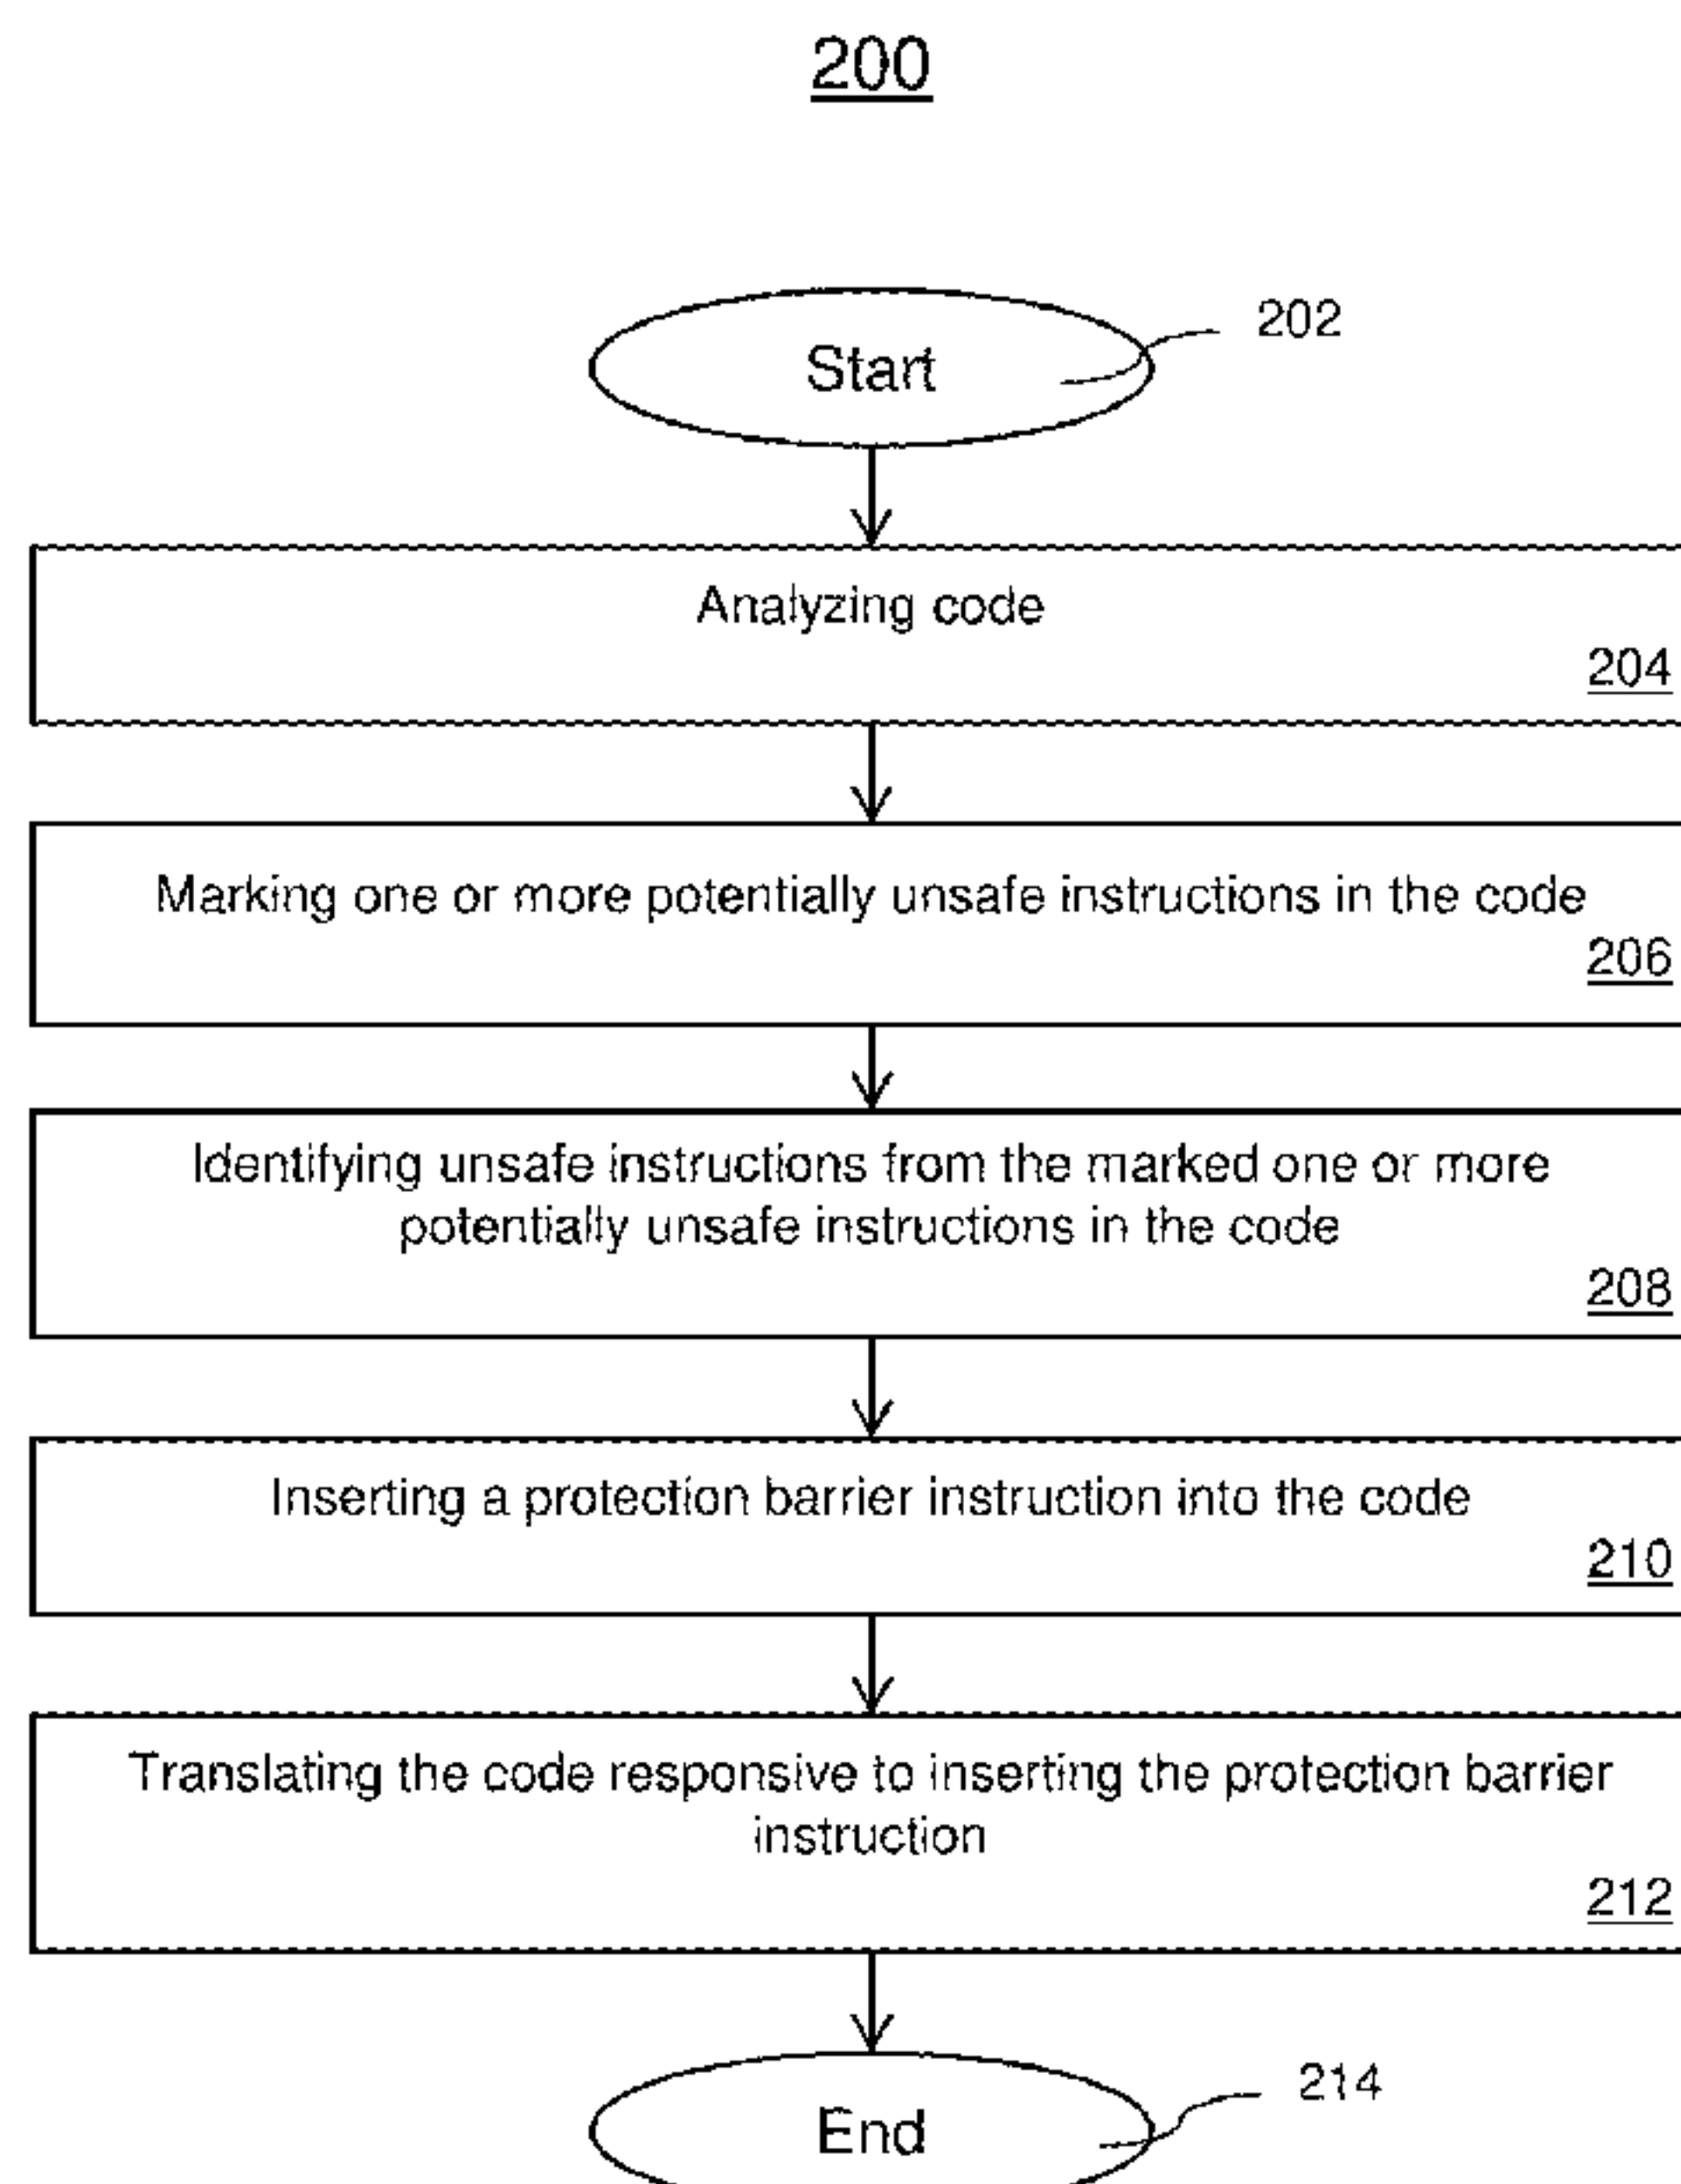 200
Start
202
Analyzing code
204
Marking one or more potentially unsafe instructions in the code
206
Identifying unsafe instructions from the marked one or more
potentially unsafe instructions in the code
208
Inserting a protection barrier instruction into the code
210
Translating the code responsive to inserting the protection barrier
instruction
212
End
214